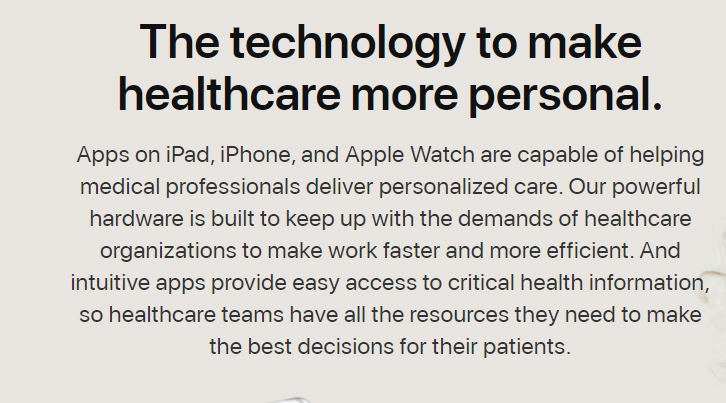 The technology to make
healthcare more personal.
Apps on iPad, iPhone, and Apple Watch are capable of helping
medical professionals deliver personalized care. Our powerful
hardware is built to keep up with the demands of healthcare
organizations to make work faster and more efficient. And
intuitive apps provide easy access to critical health information,
so healthcare teams have all the resources they need to make
the best decisions for their patients.